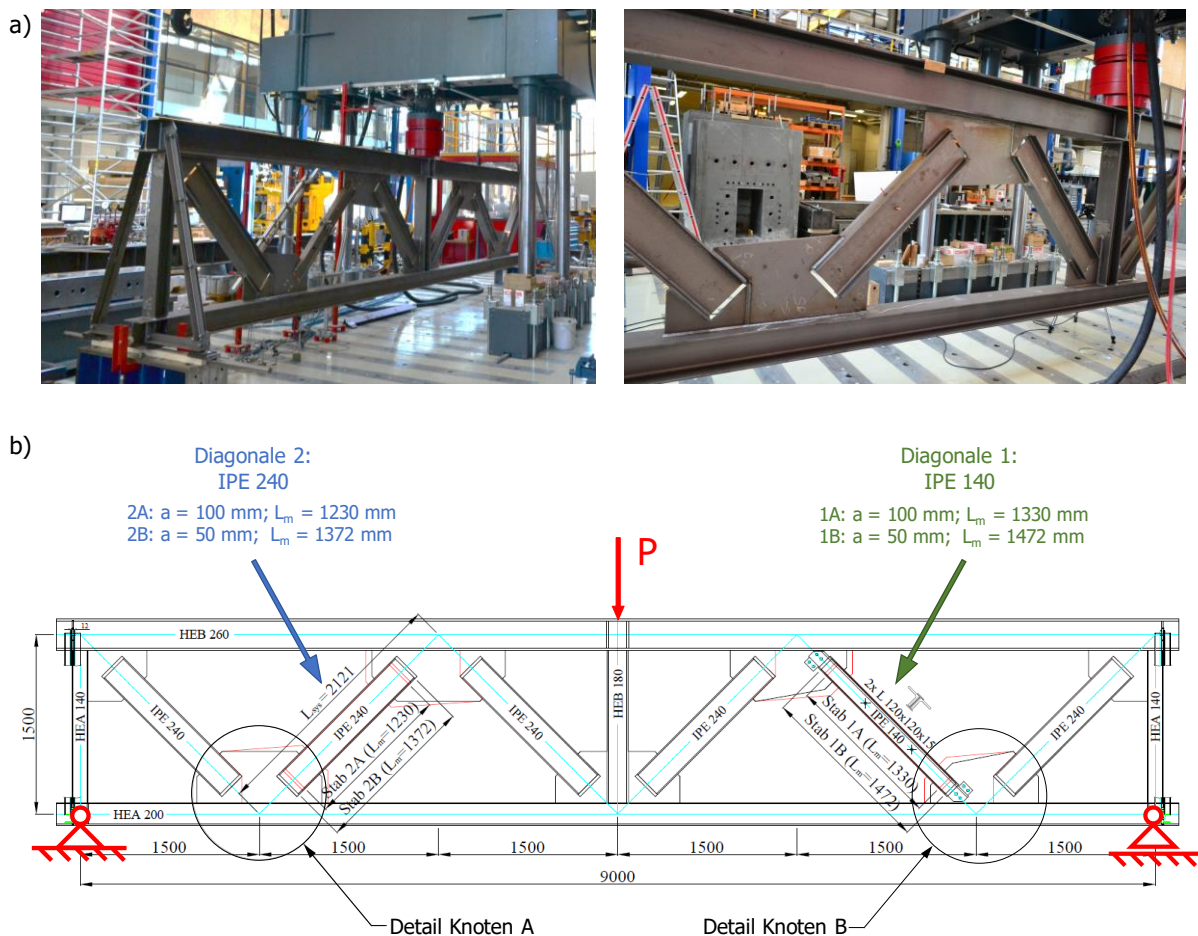 a)
b)
Diagonale 2:
IPE 240
2A: a = 100 mm; Lₘ = 1230 mm
2B: a = 50 mm; Lₘ = 1372 mm
Diagonale 1:
IPE 140
1A: a = 100 mm; Lₘ = 1330 mm
1B: a = 50 mm; Lₘ = 1472 mm
P
12
HEB 260
1500
HEA 140
IPE 240
Lsys = 2121
IPE 240
Stab 2A (Lₘ=1230)
Stab 2B (Lₘ=1372)
IPE 240
HEB 180
IPE 240
2x L 120x120x15
IPE 140
Stab 1A (Lₘ=1330)
Stab 1B (Lₘ=1472)
IPE 240
HEA 140
HEA 200
1500
1500
1500
1500
1500
1500
9000
Detail Knoten A
Detail Knoten B